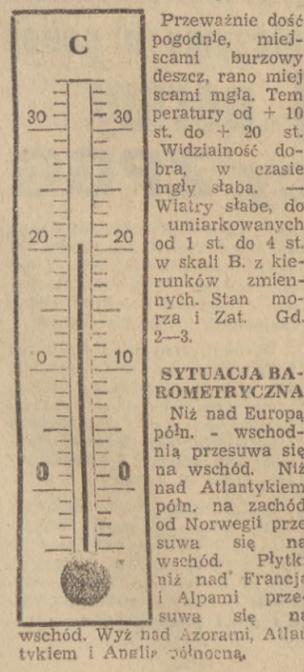 C
30 30
20 20
0 10
0 0
Przeważnie dość
pogodnie, miej-
scami burzowy
deszcz, rano miej
scami mgła. Tem
peratury od + 10
st. do + 20 st.
Widzialność do-
bra, w czasie
mgły słaba. —
Wiatry słabe, do
umiarkowanych
od 1 st. do 4 st.
w skali B. z kie-
runków zmien-
nych. Stan mo-
rza i Zat. Gd.
2—3.
SYTUACJA BA-
ROMETRYCZNA
Niż nad Europą
półn. - wschod-
nią przesuwa się
na wschód. Niż
nad Atlantykiem
półn. na zachód
od Norwegii prze
suwa się na
wschód. Płytki
niż nad Francją
i Alpami prze-
suwa się na
wschód. Wyż nad Azorami, Atlan
tykiem i Anglią północną.